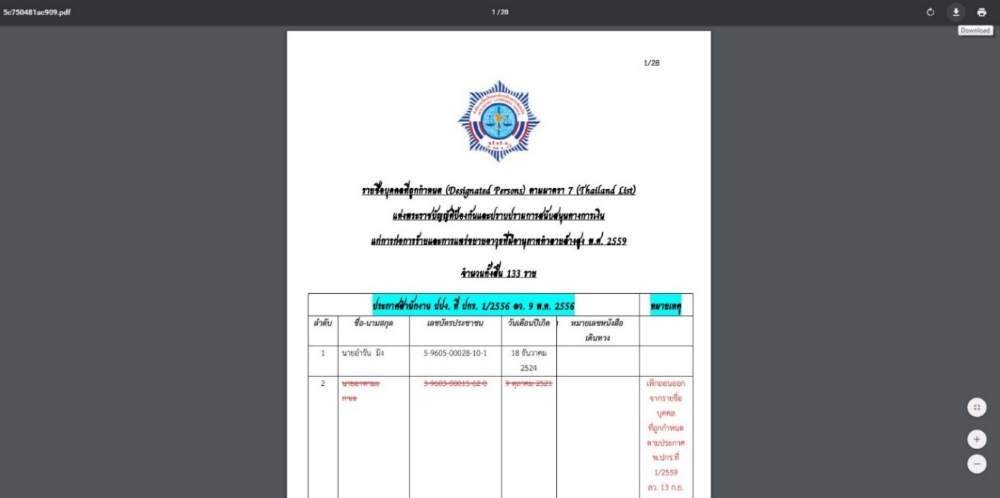 5c750481ac909.pdf
1 / 28
Download
1/28
รายชื่อบุคคลที่ถูกกำหนด (Designated Persons) ตามมาตรา 7 (Thailand List)
แห่งพระราชบัญญัติป้องกันและปราบปรามการสนับสนุนทางการเงิน
แก่การก่อการร้ายและการแพร่ขยายอาวุธที่มีอานุภาพทำลายล้างสูง พ.ศ. 2559
จำนวนทั้งสิ้น 133 ราย
ประกาศสำนักงาน ปปง. ที่ ปกร. 1/2556 ลว. 9 พ.ค. 2556 หมายเหตุ
ลำดับ ชื่อ-นามสกุล เลขบัตรประชาชน วันเดือนปีเกิด หมายเลขหนังสือ
เดินทาง
1 นายอำรัน มิง 5-9605-00028-10-1 18 ธันวาคม
2524
2 นายอาหามะ 3-9603-00015-62-0 9 ตุลาคม 2521 เพิกถอนออก
กาเจ จากรายชื่อ
บุคคล
ที่ถูกกำหนด
ตามประกาศ
พ.ปกร.ที่
1/2559
ลว. 13 ก.ย.